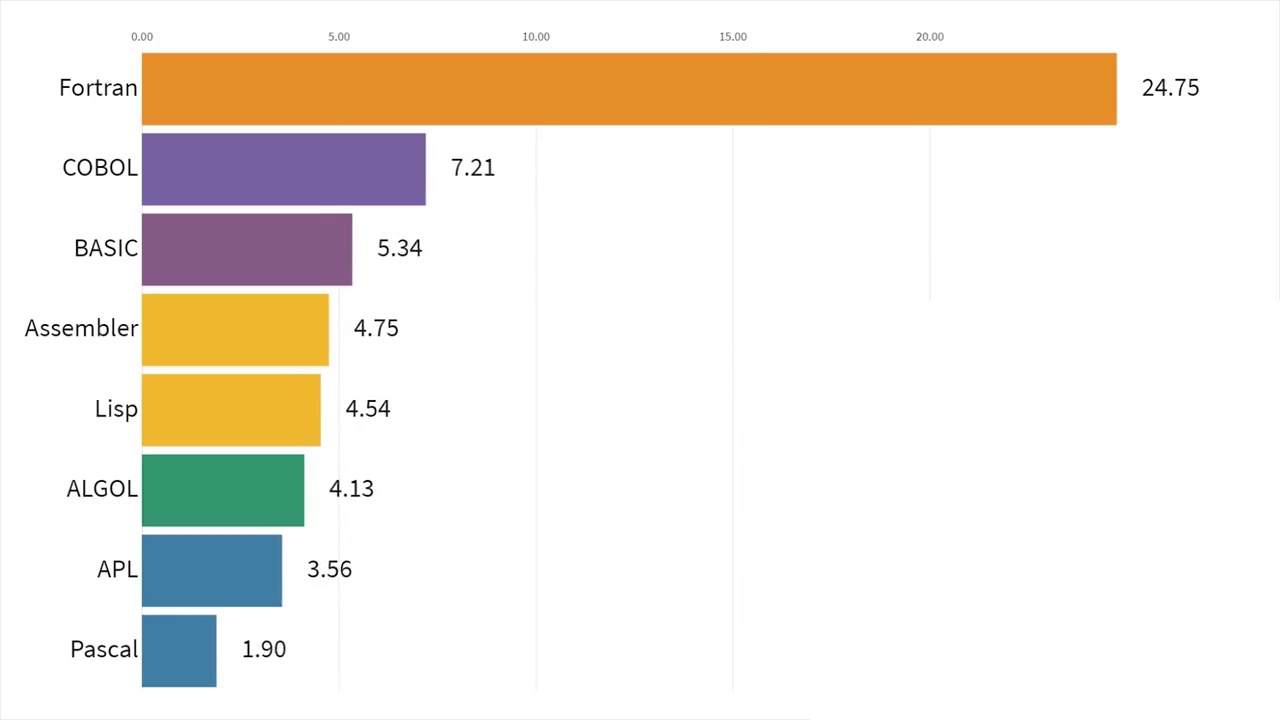 0.00 5.00 10.00 15.00 20.00
Fortran 24.75
COBOL 7.21
BASIC 5.34
Assembler 4.75
Lisp 4.54
ALGOL 4.13
APL 3.56
Pascal 1.90